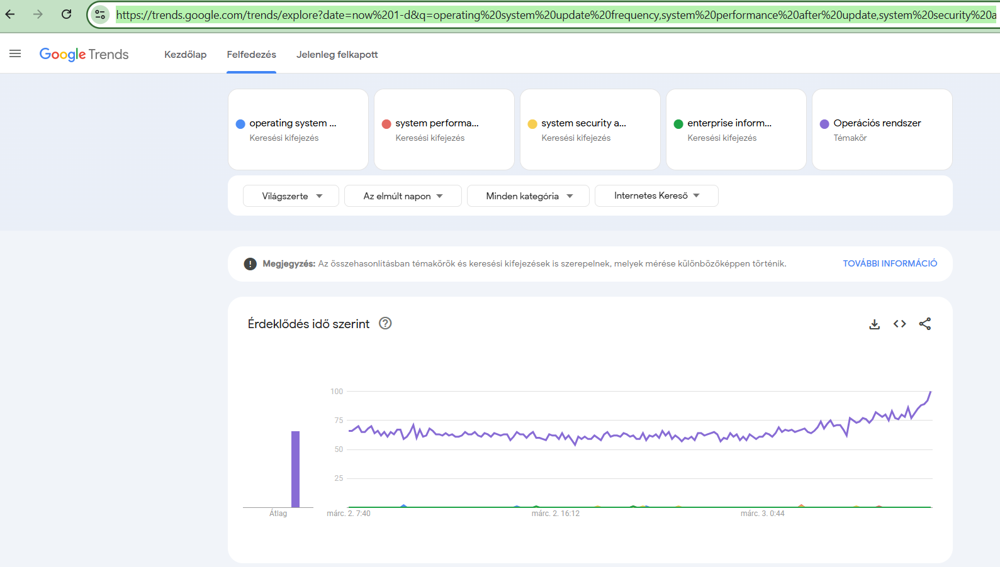 https://trends.google.com/trends/explore?date=now%201-d&q=operating%20system%20update%20frequency,system%20performance%20after%20update,system%20security%20a
Google Trends
Kezdőlap
Felfedezés
Jelenleg felkapott
operating system ...
Keresési kifejezés
system performa...
Keresési kifejezés
system security a...
Keresési kifejezés
enterprise inform...
Keresési kifejezés
Operációs rendszer
Témakör
Világszerte
Az elmúlt napon
Minden kategória
Internetes Kereső
Megjegyzés: Az összehasonlításban témakörök és keresési kifejezések is szerepelnek, melyek mérése különbözőképpen történik.
TOVÁBBI INFORMÁCIÓ
Érdeklődés idő szerint
100
75
50
25
Átlag
márc. 2. 7:40
márc. 2. 16:12
márc. 3. 0:44